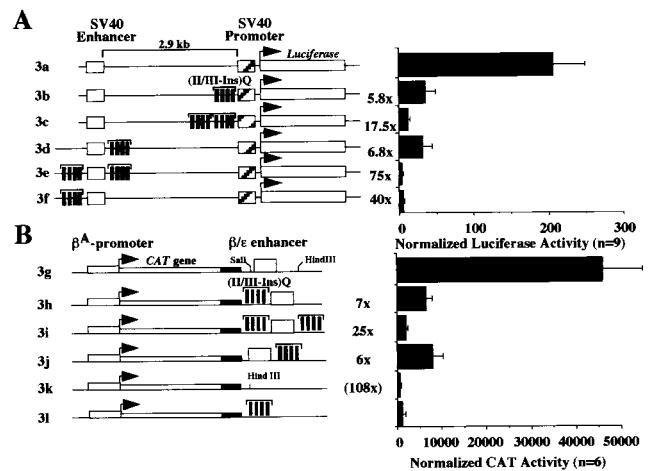 A
SV40 Enhancer
SV40 Promoter
2.9 kb
Luciferase
3a
(II/III-Ins)Q
3b
5.8x
3c
17.5x
3d
6.8x
3e
75x
3f
40x
0 100 200 300
Normalized Luciferase Activity (n=9)
B
βA-promoter
β/ε enhancer
CAT gene
SalI
HindIII
3g
(II/III-Ins)Q
3h
7x
3i
25x
3j
6x
Hind III
3k
(108x)
3l
0 10000 20000 30000 40000 50000
Normalized CAT Activity (n=6)